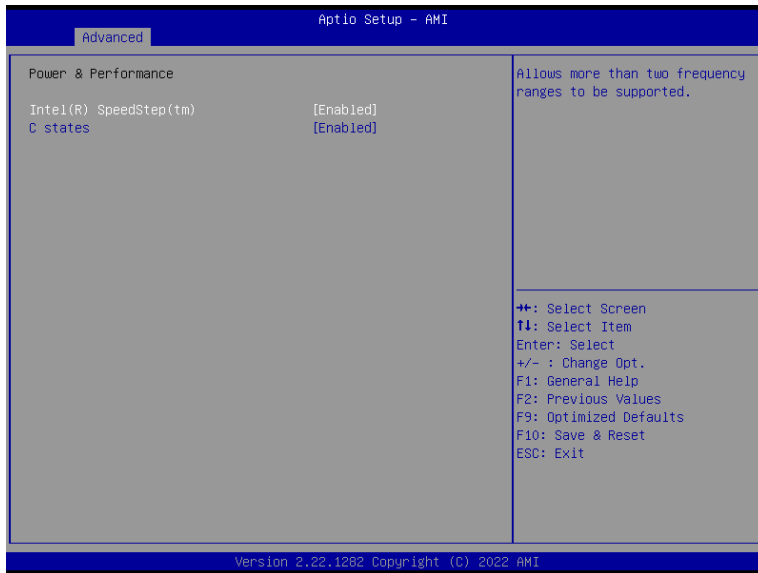 Aptio Setup – AMI
Advanced
Power & Performance
Intel(R) SpeedStep(tm) [Enabled]
C states [Enabled]
Allows more than two frequency
ranges to be supported.
→←: Select Screen
↑↓: Select Item
Enter: Select
+/- : Change Opt.
F1: General Help
F2: Previous Values
F9: Optimized Defaults
F10: Save & Reset
ESC: Exit
Version 2.22.1282 Copyright (C) 2022 AMI